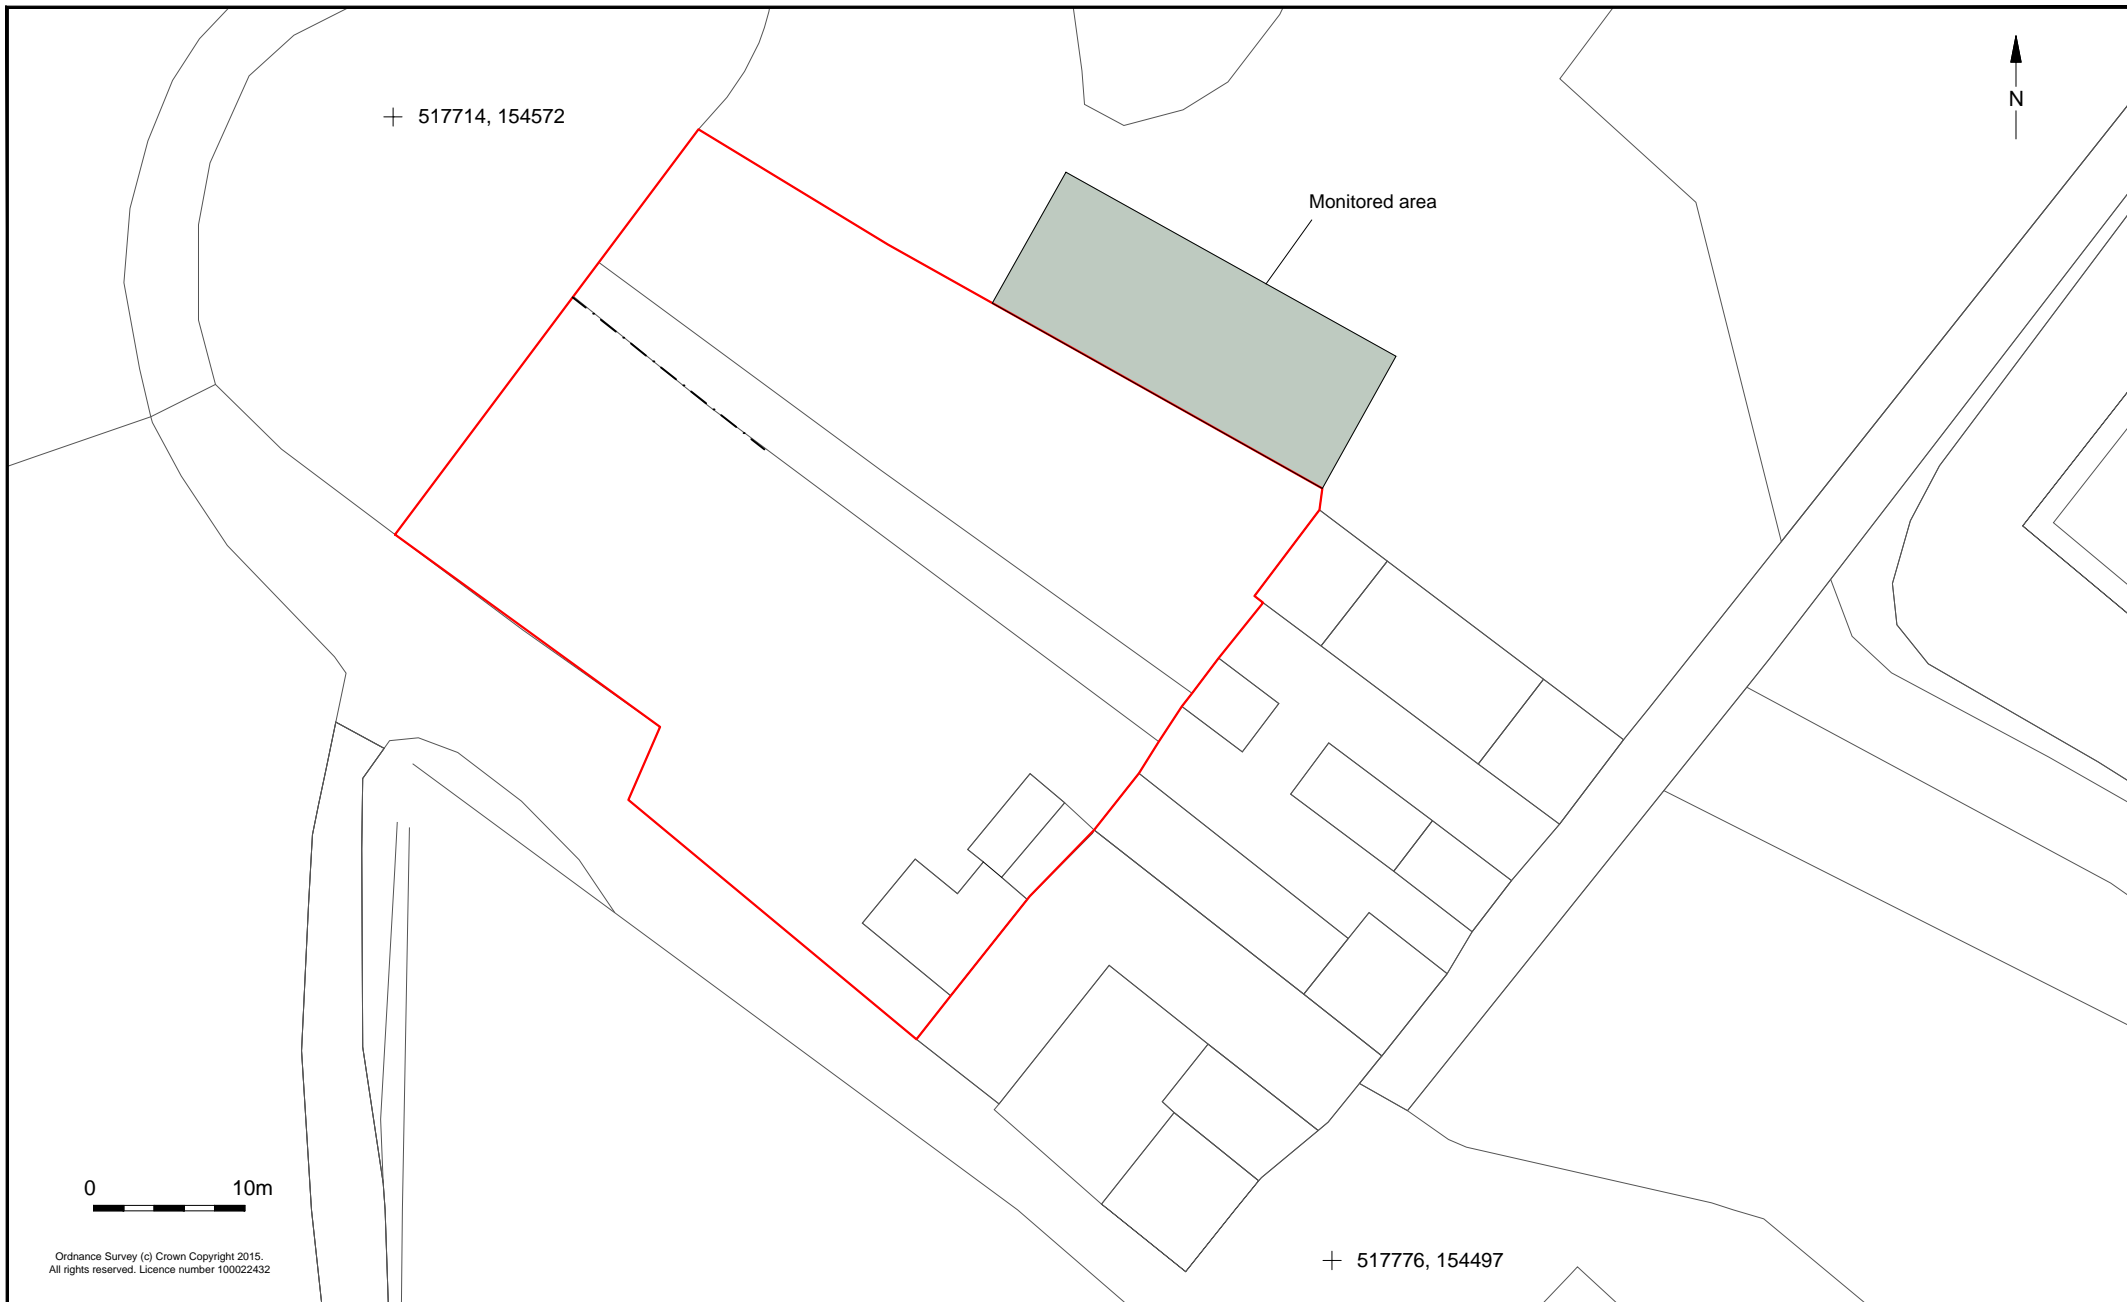 517714, 154572
N
Monitored area
0 10m
Ordnance Survey (c) Crown Copyright 2015.
All rights reserved. Licence number 100022432
517776, 154497